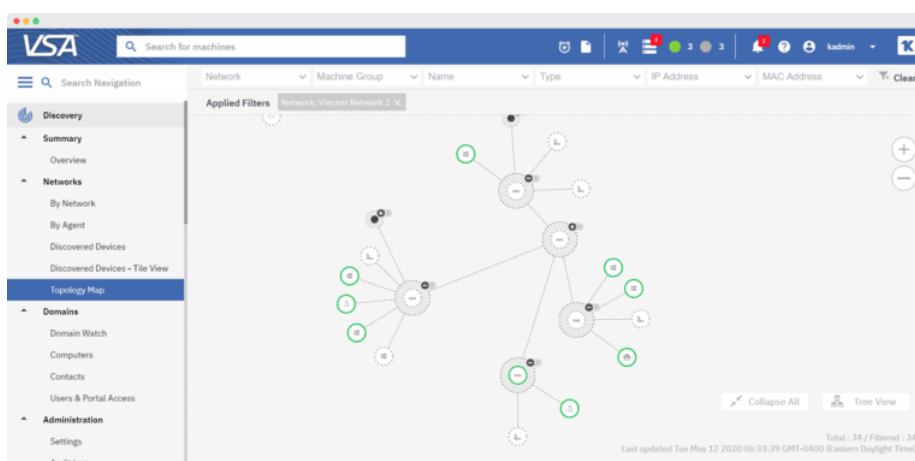 VSA
Search for machines
3
3
3
2
kadmin
Search Navigation
Network
Machine Group
Name
Type
IP Address
MAC Address
Clear
Applied Filters
Network: Vincent Network 2 ×
Discovery
Summary
Overview
Networks
By Network
By Agent
Discovered Devices
Discovered Devices - Tile View
Topology Map
Domains
Domain Watch
Computers
Contacts
Users & Portal Access
Administration
Settings
Collapse All
Tree View
Total : 34 / Filtered : 34
Last updated Tue May 12 2020 06:33:39 GMT-0400 (Eastern Daylight Time)